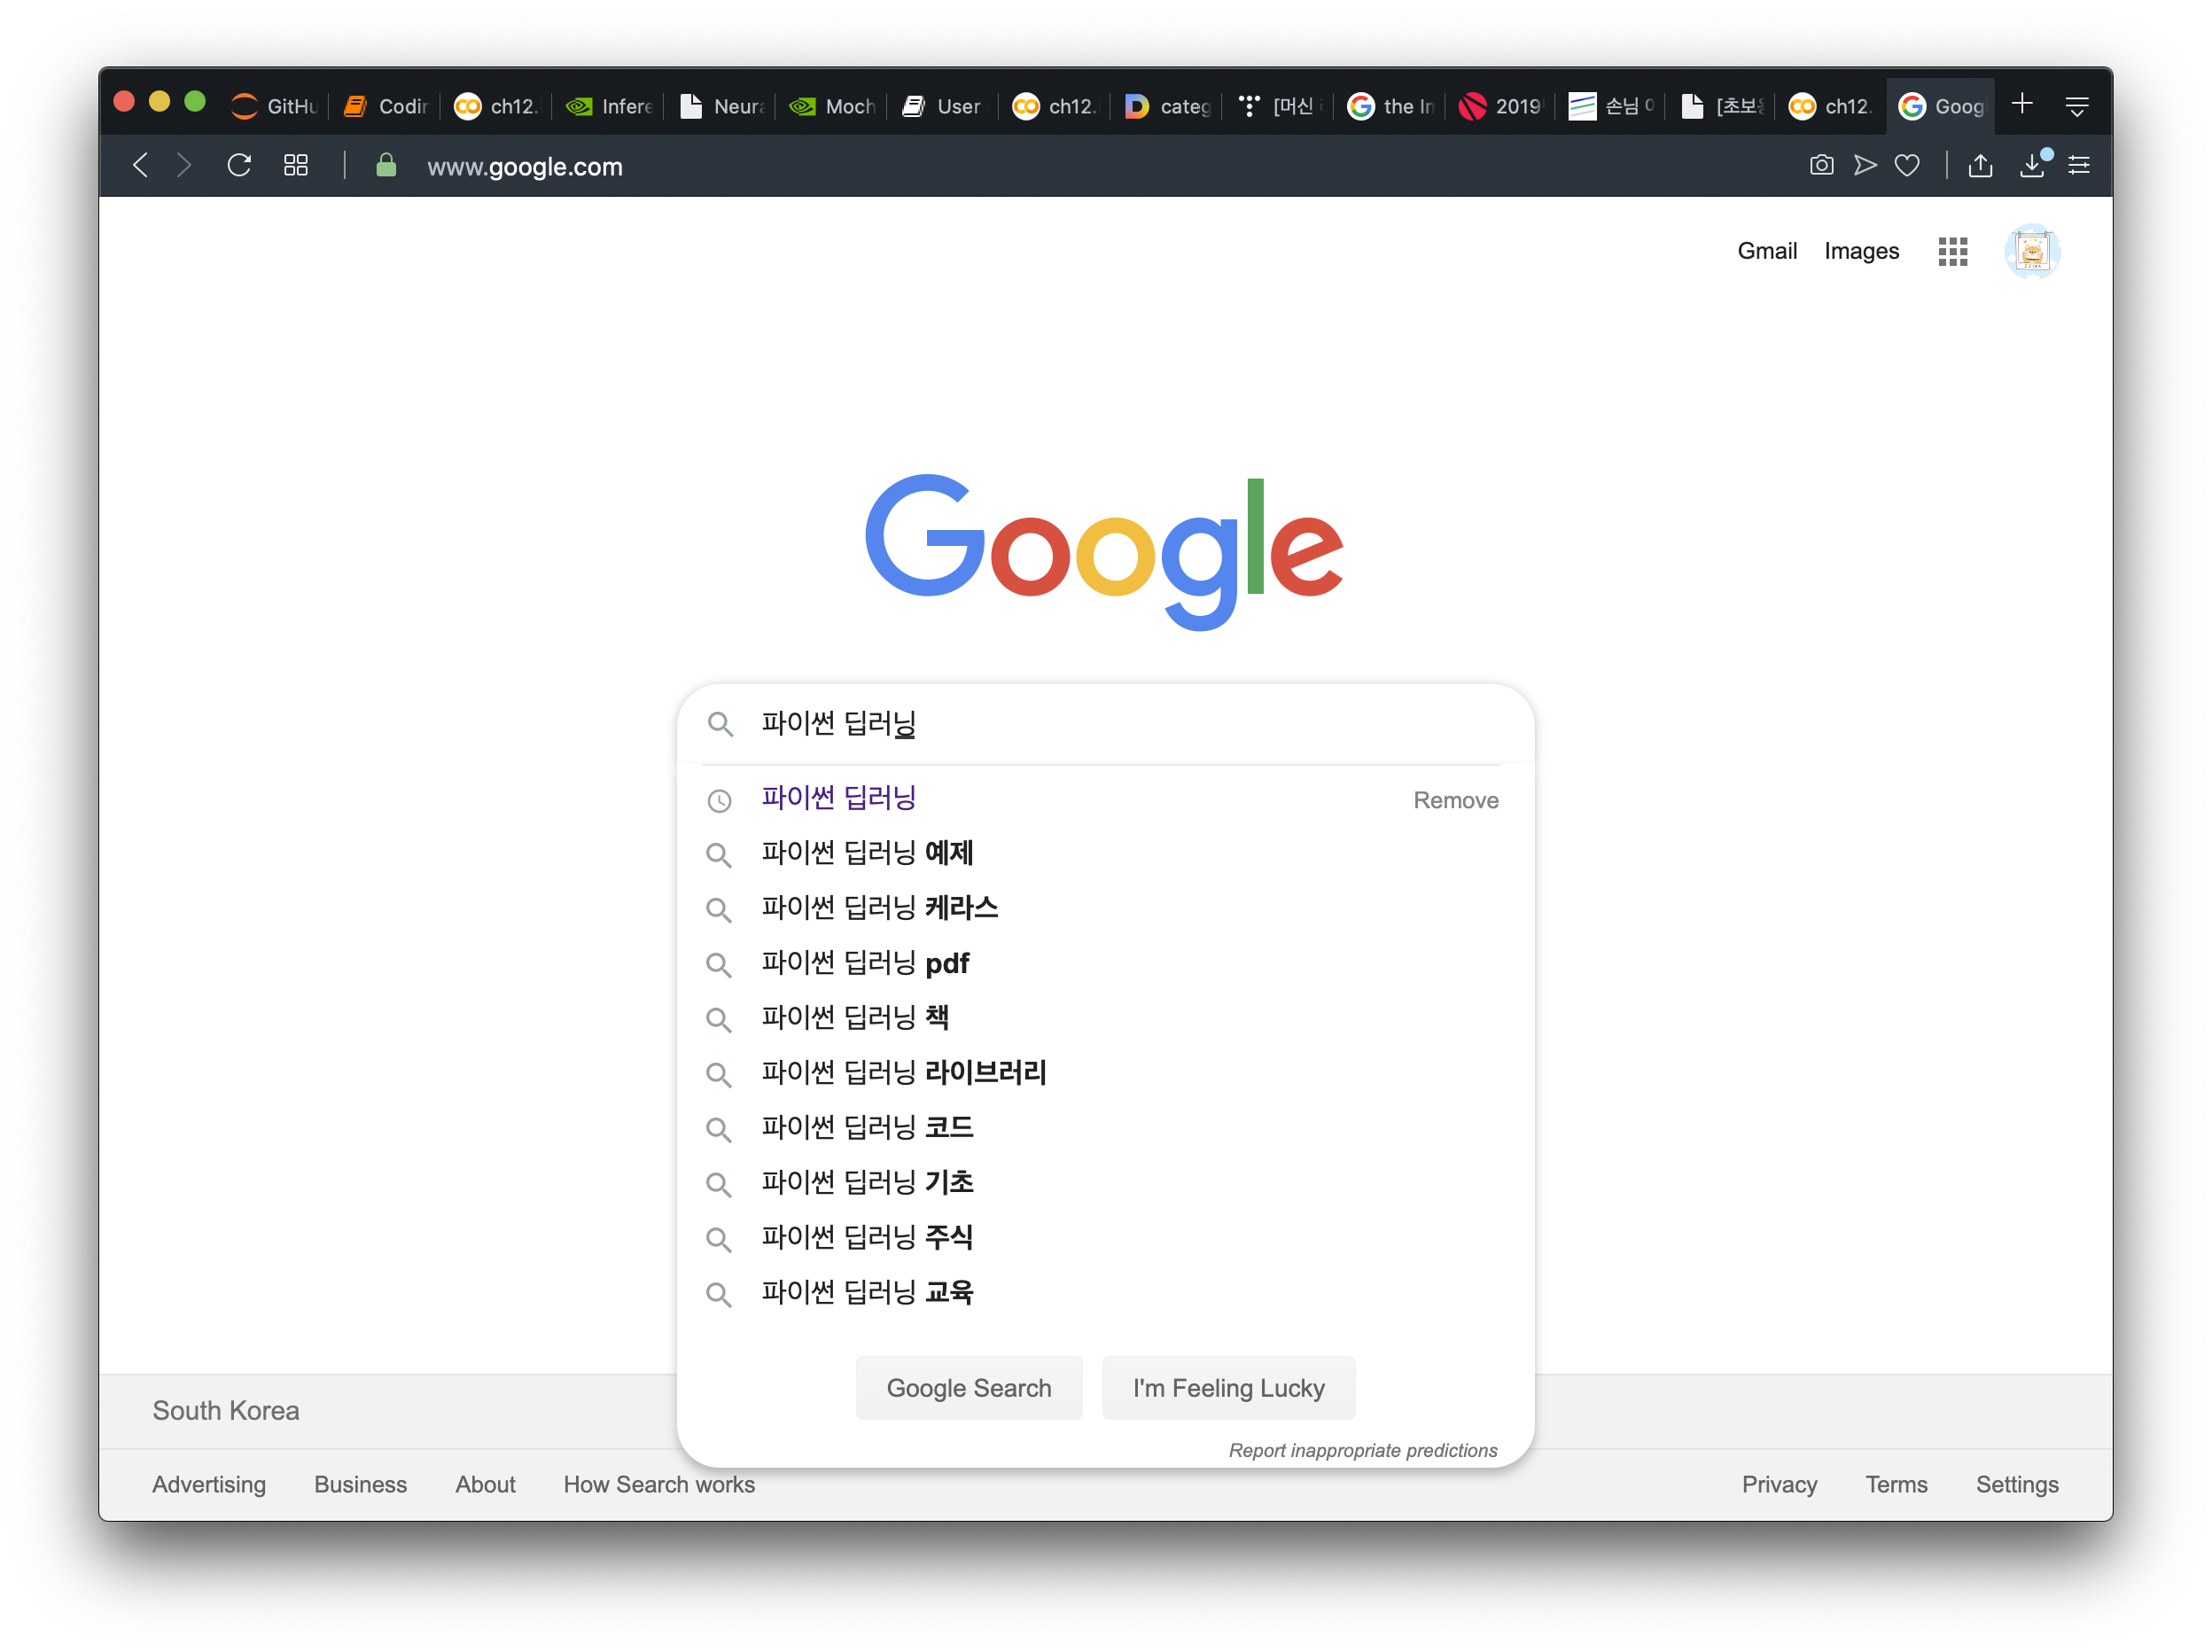 GitHu Codin ch12. Infere Neura Moch User ch12. categ [머신 the In 2019 손님 [초보 ch12. Goog
www.google.com
Gmail Images
Google
파이썬 딥러닝
파이썬 딥러닝 Remove
파이썬 딥러닝 예제
파이썬 딥러닝 케라스
파이썬 딥러닝 pdf
파이썬 딥러닝 책
파이썬 딥러닝 라이브러리
파이썬 딥러닝 코드
파이썬 딥러닝 기초
파이썬 딥러닝 주식
파이썬 딥러닝 교육
Google Search I'm Feeling Lucky
Report inappropriate predictions
South Korea
Advertising Business About How Search works Privacy Terms Settings